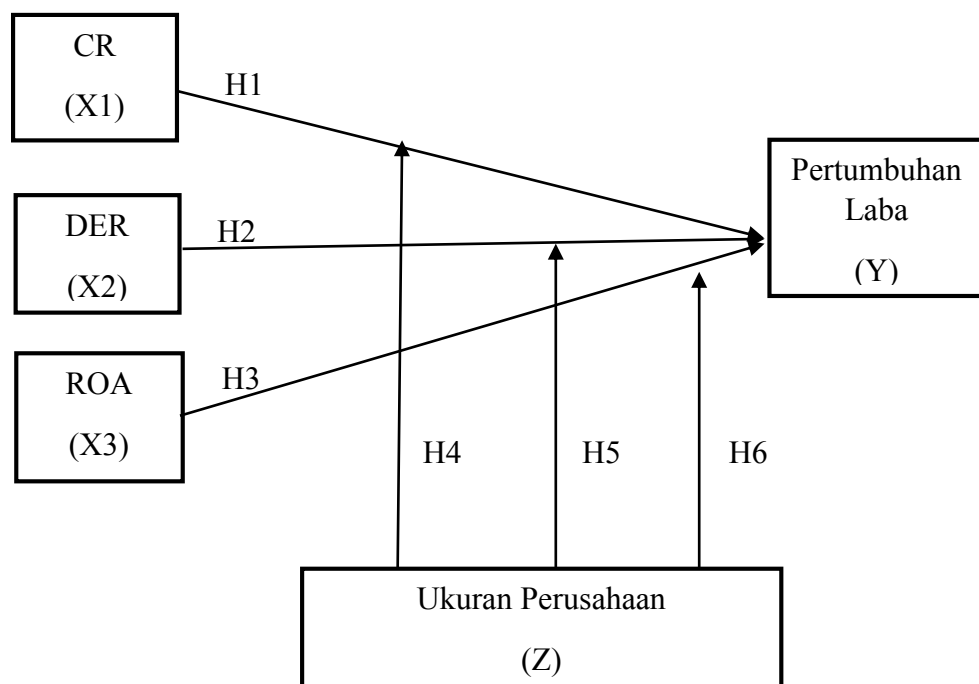 CR
(X1)
H1
DER
(X2)
H2
ROA
(X3)
H3
Pertumbuhan
Laba
(Y)
H4
H5
H6
Ukuran Perusahaan
(Z)